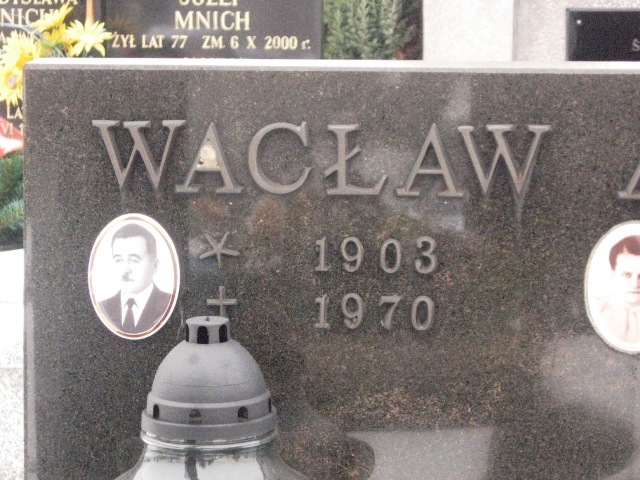 MNICH
ŻYŁ LAT 77 ZM. 6 X 2000 r.
WACŁAW
* 1903
+ 1970